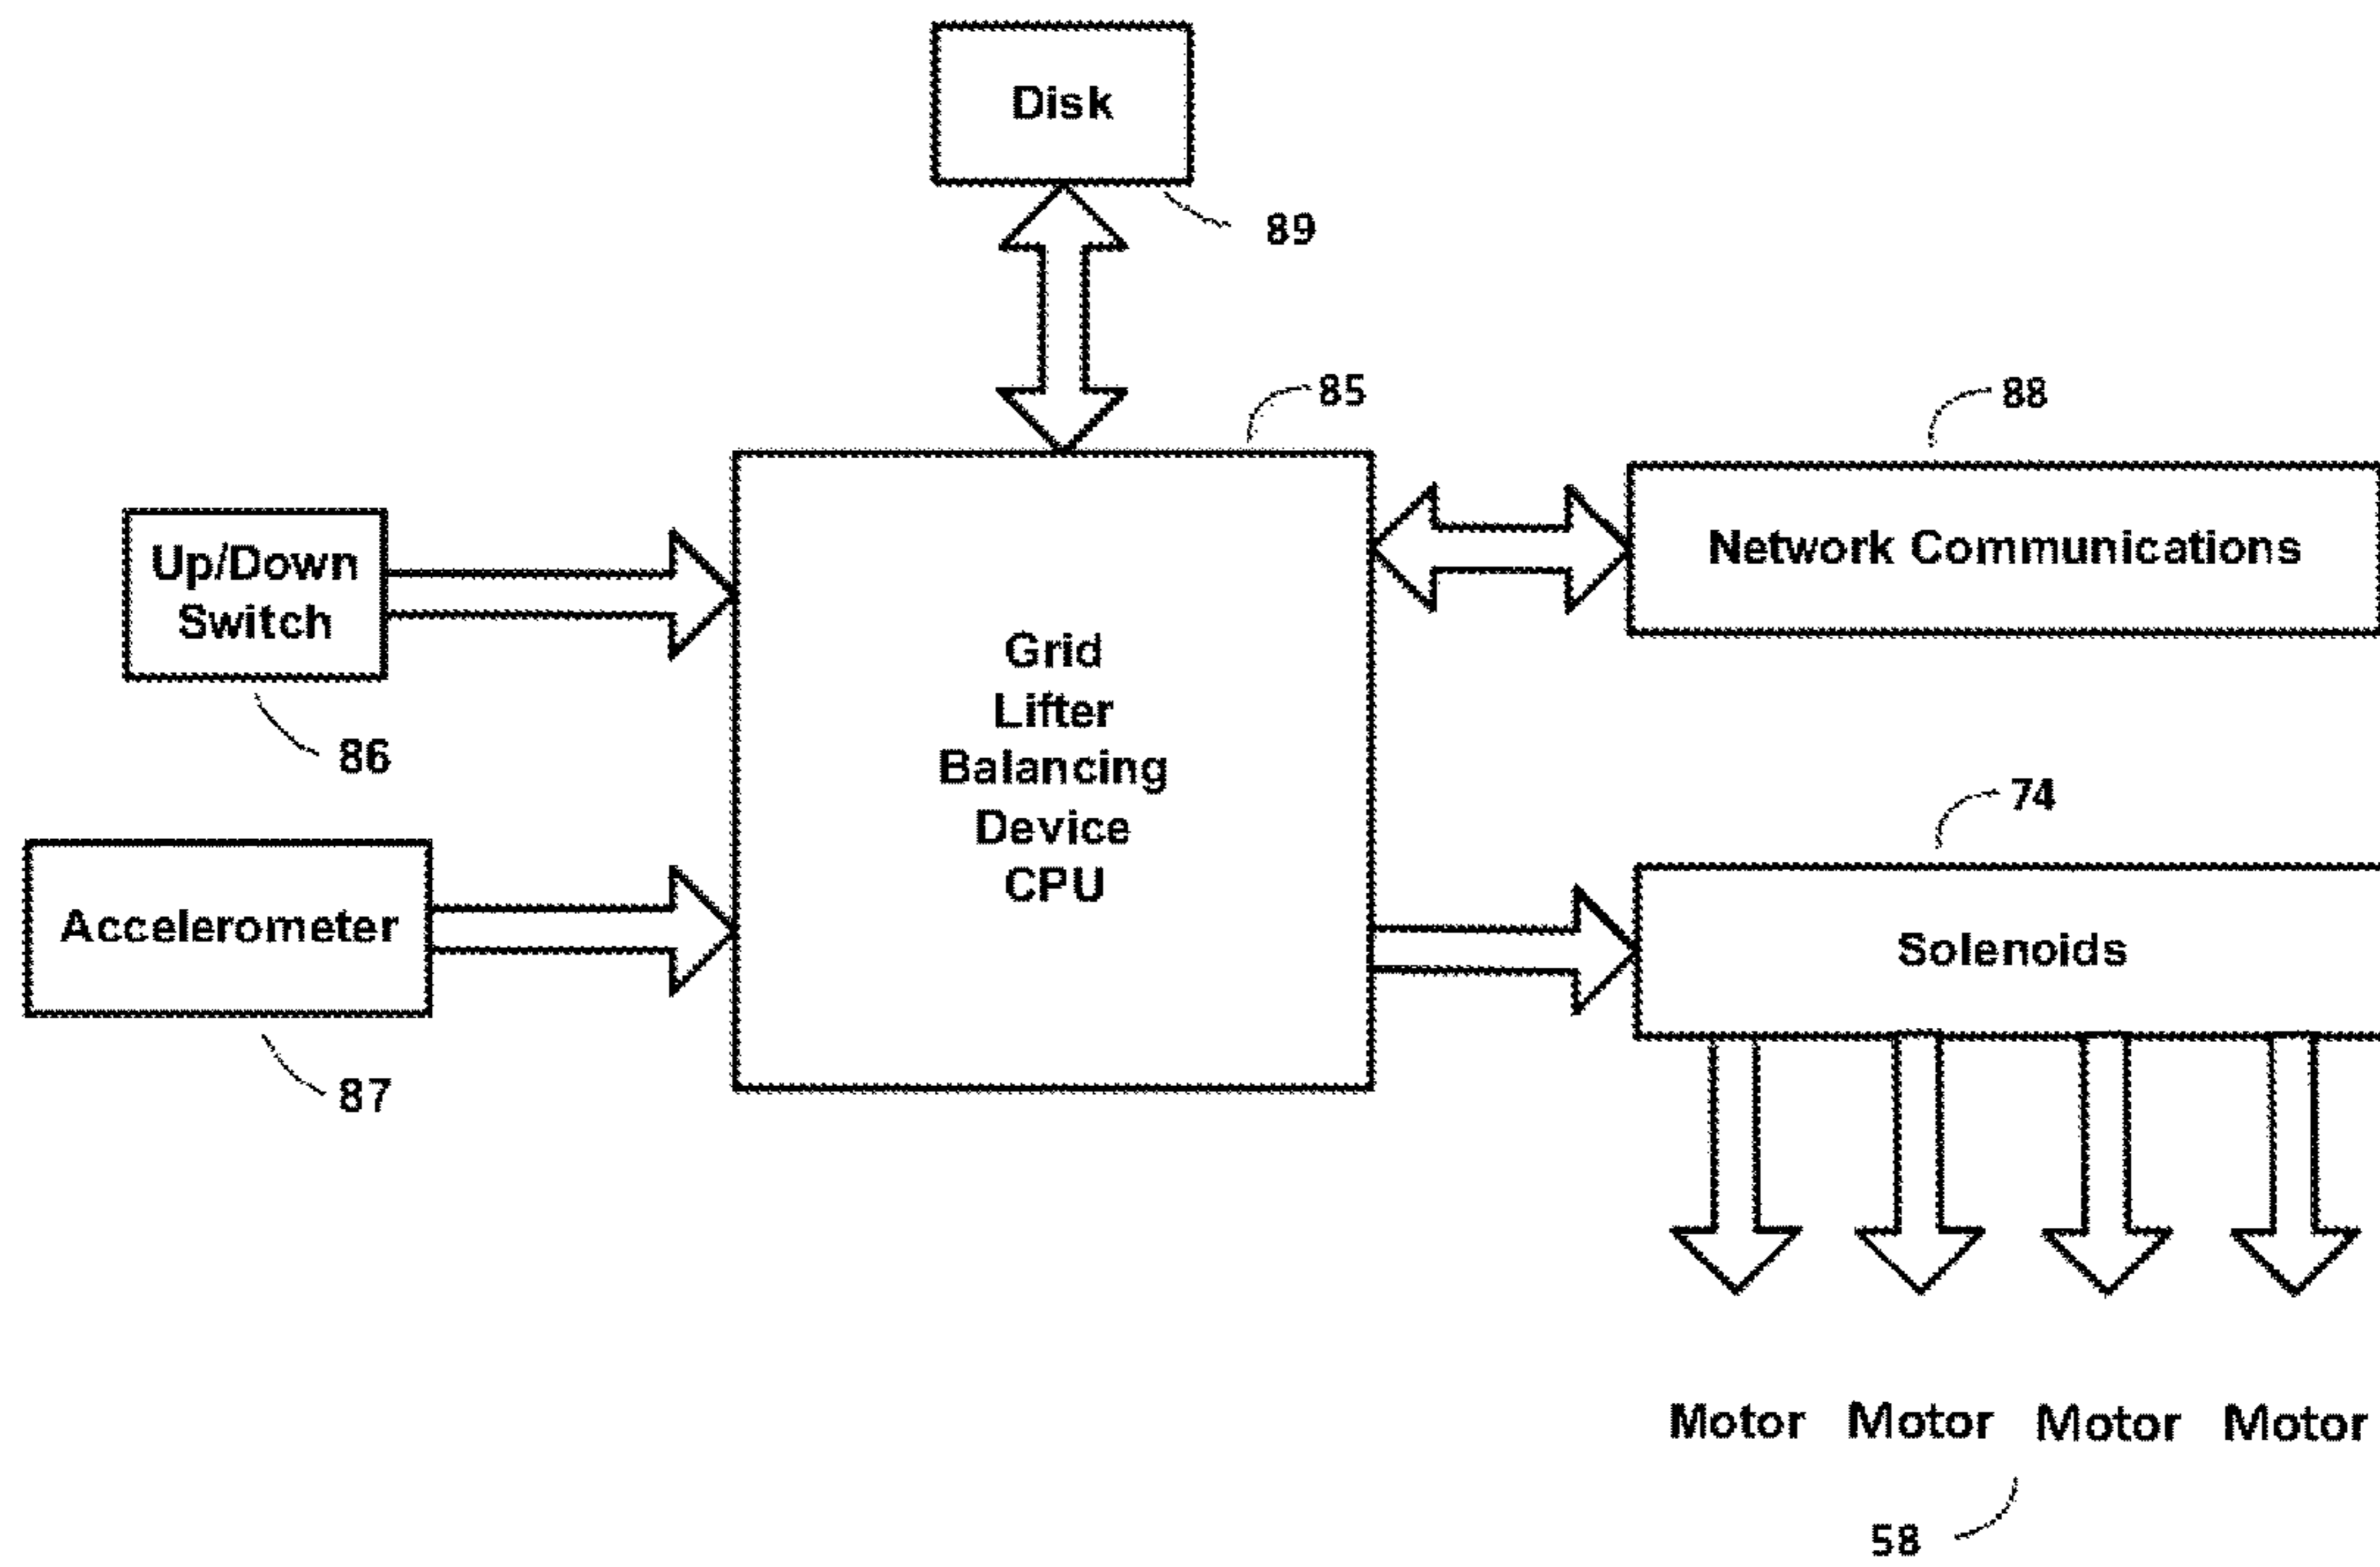 Disk
89
85
88
Up/Down
Switch
86
Network Communications
Grid
Lifter
Balancing
Device
CPU
74
Accelerometer
87
Solenoids
Motor Motor Motor Motor
58